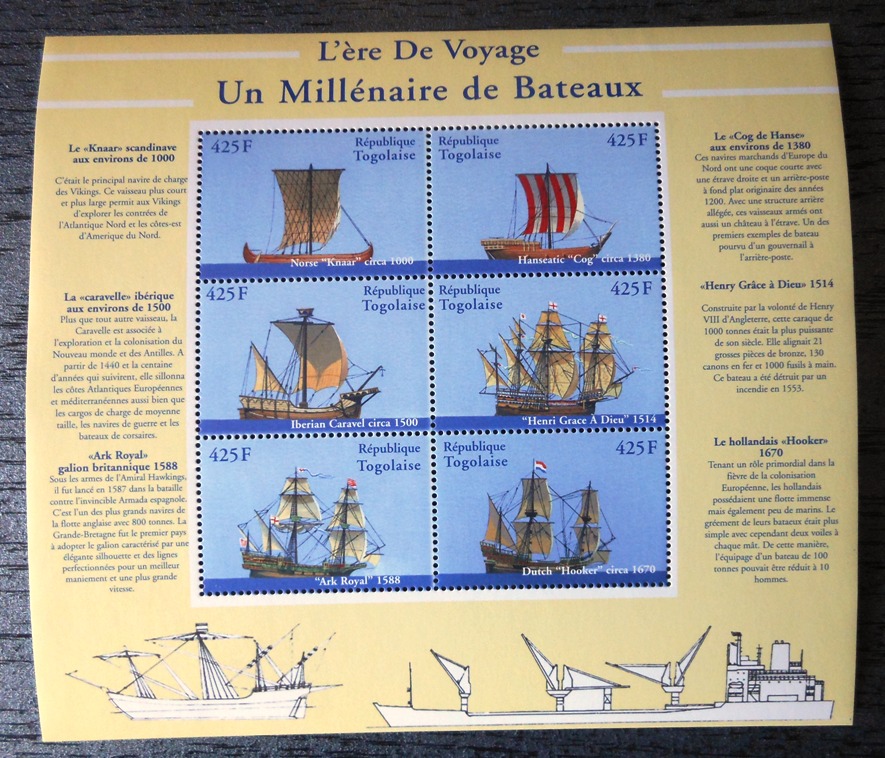 L'ère De Voyage
Un Millénaire de Bateaux
Le «Knaar» scandinave
aux environs de 1000
C'était le principal navire de charge
des Vikings. Ce vaisseau plus court
et plus large permit aux Vikings
d'explorer les contrées de
l'Atlantique Nord et les côtes-est
d'Amerique du Nord.
La «caravelle» ibérique
aux environs de 1500
Plus que tout autre vaisseau, la
Caravelle est associée à
l'exploration et la colonisation du
Nouveau monde et des Antilles. A
partir de 1440 et la centaine
d'années qui suivirent, elle sillonna
les côtes Atlantiques Européennes
et méditerranéennes aussi bien que
les cargos de charge de moyenne
taille, les navires de guerre et les
bateaux de corsaires.
«Ark Royal»
galion britannique 1588
Sous les armes de l'Amiral Hawkings,
il fut lancé en 1587 dans la bataille
contre l'invincible Armada espagnole.
C'est l'un des plus grands navires de
la flotte anglaise avec 800 tonnes. La
Grande-Bretagne fut le premier pays
à adopter le galion caractérisé par une
élégante silhouette et des lignes
perfectionnées pour un meilleur
maniement et une plus grande
vitesse.
425 F
République
Togolaise
Norse "Knaar" circa 1000
République
Togolaise
425 F
Hanseatic "Cog" circa 1380
425 F
République
Togolaise
Iberian Caravel circa 1500
République
Togolaise
425 F
"Henri Grace À Dieu" 1514
425 F
République
Togolaise
"Ark Royal" 1588
République
Togolaise
425 F
Dutch "Hooker" circa 1670
Le «Cog de Hanse»
aux environs de 1380
Ces navires marchands d'Europe du
Nord ont une coque courte avec
une étrave droite et un arrière-poste
à fond plat originaire des années
1200. Avec une structure arrière
allégée, ces vaisseaux armés ont
aussi un château à l'étrave. Un des
premiers exemples de bateau
pourvu d'un gouvernail à
l'arrière-poste.
«Henry Grâce à Dieu» 1514
Construite par la volonté de Henry
VIII d'Angleterre, cette caraque de
1000 tonnes était la plus puissante
de son siècle. Elle alignait 21
grosses pièces de bronze, 130
canons en fer et 1000 fusils à main.
Ce bateau a été détruit par un
incendie en 1553.
Le hollandais «Hooker»
1670
Tenant un rôle primordial dans la
fièvre de la colonisation
Européenne, les hollandais
possédaient une flotte immense
mais également peu de marins. Le
gréement de leurs bateaux était plus
simple avec cependant deux voiles à
chaque mât. De cette manière,
l'équipage d'un bateau de 100
tonnes pouvait être réduit à 10
hommes.